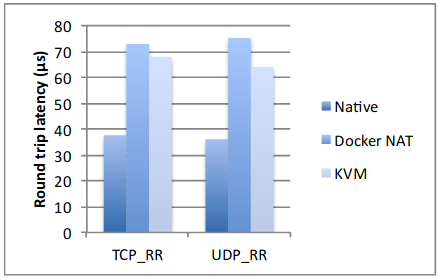 Round trip latency (µs)
80
70
60
50
40
30
20
10
0
TCP_RR
UDP_RR
Native
Docker NAT
KVM